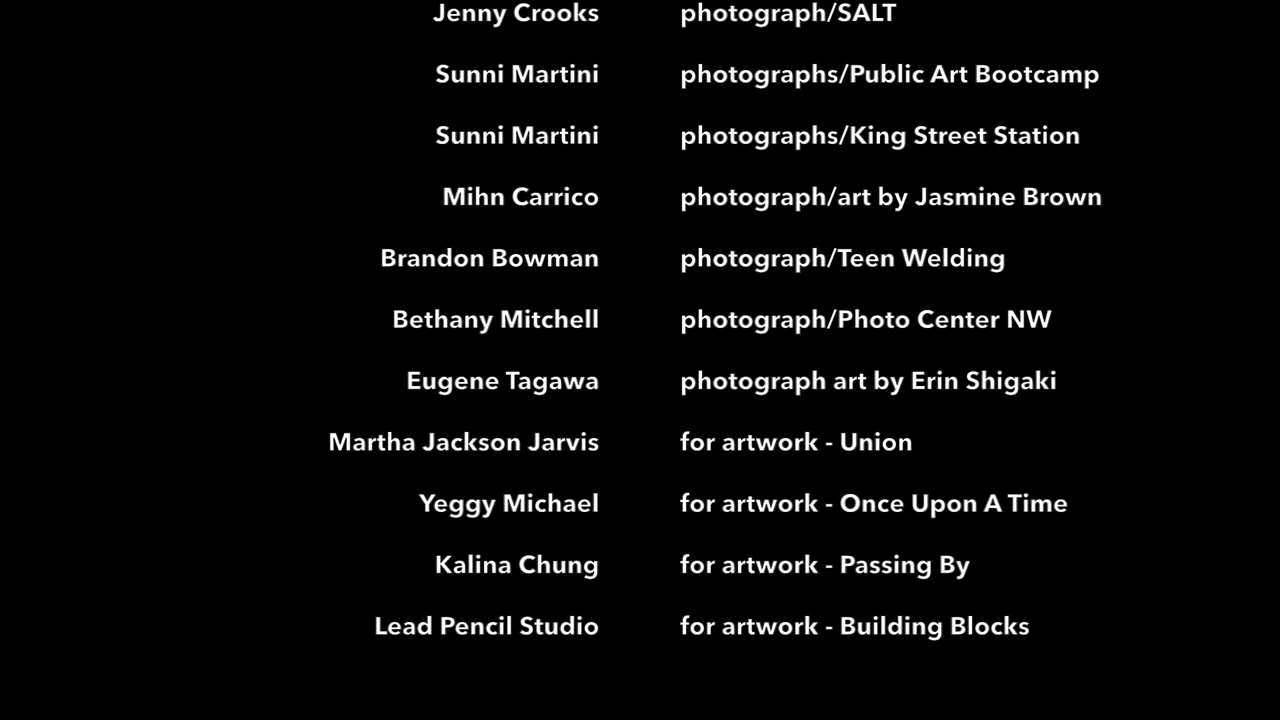 Jenny Crooks photograph/SALT
Sunni Martini photographs/Public Art Bootcamp
Sunni Martini photographs/King Street Station
Mihn Carrico photograph/art by Jasmine Brown
Brandon Bowman photograph/Teen Welding
Bethany Mitchell photograph/Photo Center NW
Eugene Tagawa photograph art by Erin Shigaki
Martha Jackson Jarvis for artwork - Union
Yeggy Michael for artwork - Once Upon A Time
Kalina Chung for artwork - Passing By
Lead Pencil Studio for artwork - Building Blocks